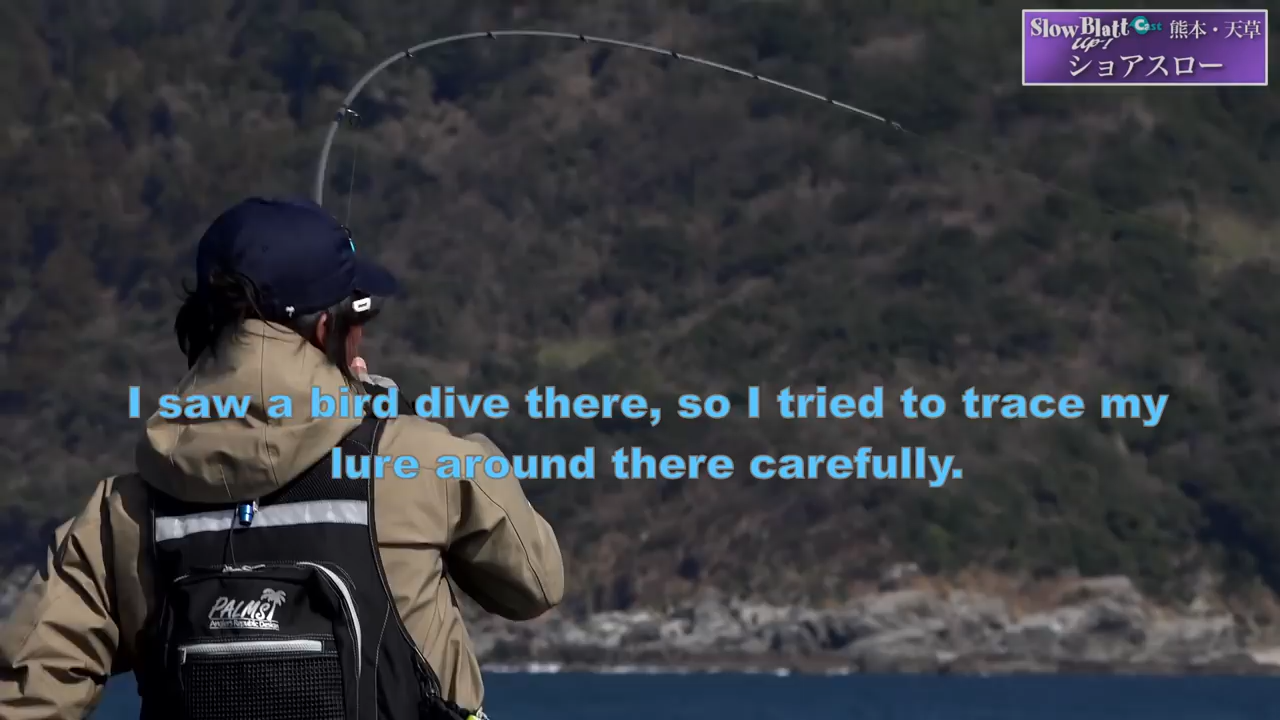 SlowBlatt Cast 熊本・天草
Up!
ショアスロー
I saw a bird dive there, so I tried to trace my
lure around there carefully.
PALMS
Anglers Republic Design